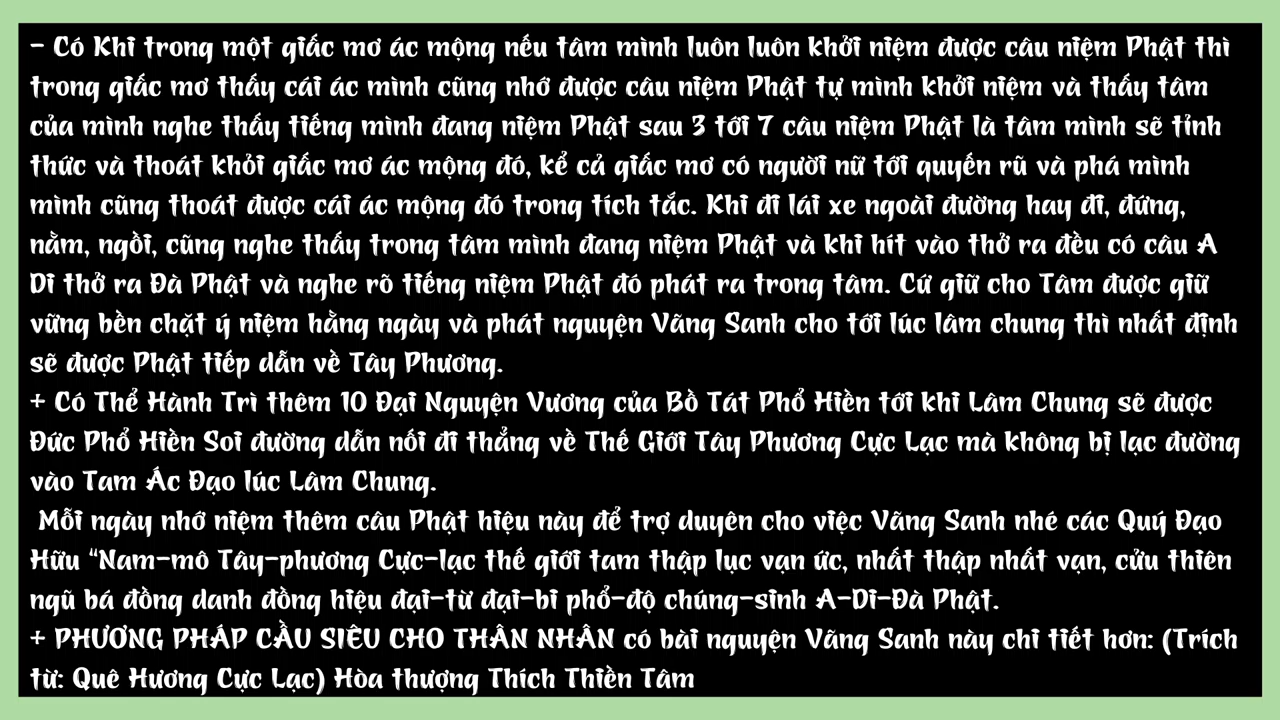 - Có Khi trong một giấc mơ ác mộng nếu tâm mình luôn luôn khởi niệm được câu niệm Phật thì
trong giấc mơ thấy cái ác mình cũng nhớ được câu niệm Phật tự mình khởi niệm và thấy tâm
của mình nghe thấy tiếng mình đang niệm Phật sau 3 tới 7 câu niệm Phật là tâm mình sẽ tỉnh
thức và thoát khỏi giấc mơ ác mộng đó, kể cả giấc mơ có người nữ tới quyến rũ và phá mình
mình cũng thoát được cái ác mộng đó trong tích tắc. Khi đi lái xe ngoài đường hay đi, đứng,
nằm, ngồi, cũng nghe thấy trong tâm mình đang niệm Phật và khi hít vào thở ra đều có câu A
Di thở ra Đà Phật và nghe rõ tiếng niệm Phật đó phát ra trong tâm. Cứ giữ cho Tâm được giữ
vững bền chặt ý niệm hằng ngày và phát nguyện Vãng Sanh cho tới lúc lâm chung thì nhất định
sẽ được Phật tiếp dẫn về Tây Phương.
+ Có Thể Hành Trì thêm 10 Đại Nguyện Vương của Bồ Tát Phổ Hiền tới khi Lâm Chung sẽ được
Đức Phổ Hiền Soi đường dẫn nối đi thẳng về Thế Giới Tây Phương Cực Lạc mà không bị lạc đường
vào Tam Ác Đạo lúc Lâm Chung.
Mỗi ngày nhớ niệm thêm câu Phật hiệu này để trợ duyên cho việc Vãng Sanh nhé các Quý Đạo
Hữu “Nam-mô Tây-phương Cực-lạc thế giới tam thập lục vạn ức, nhất thập nhất vạn, cửu thiên
ngũ bá đồng danh đồng hiệu đại-từ đại-bi phổ-độ chúng-sinh A-Di-Đà Phật.
+ PHƯƠNG PHÁP CẦU SIÊU CHO THÂN NHÂN có bài nguyện Vãng Sanh này chi tiết hơn: (Trích
từ: Quê Hương Cực Lạc) Hòa thượng Thích Thiền Tâm